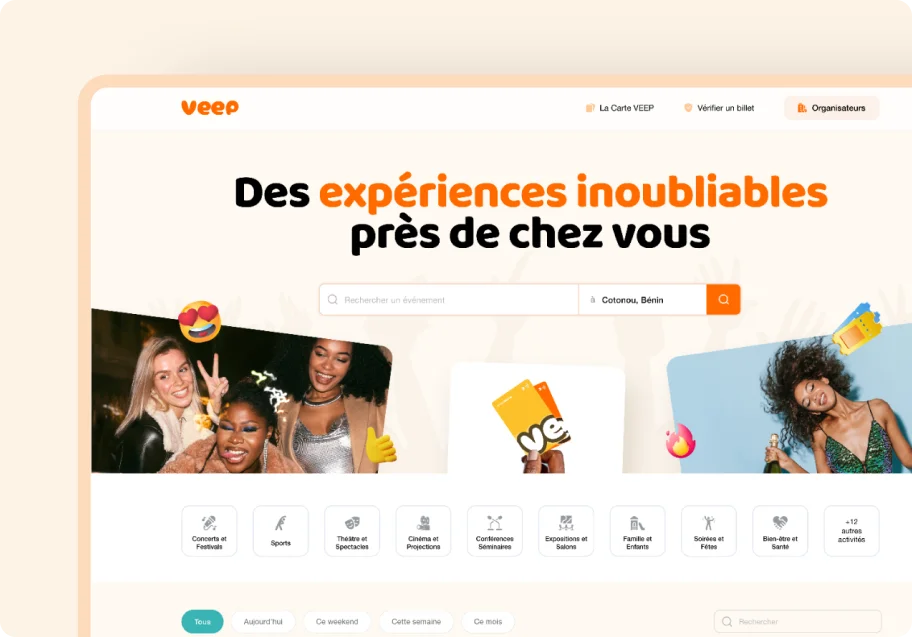 veep
La Carte VEEP
Vérifier un billet
Organisateurs
Des expériences inoubliables
près de chez vous
Rechercher un événement
à Cotonou, Bénin
ve
Concerts et
Festivals
Sports
Théâtre et
Spectacles
Cinéma et
Projections
Conférences
Séminaires
Expositions et
Salons
Famille et
Enfants
Soirées et
Fêtes
Bien-être et
Santé
+12
autres
activités
Tous
Aujourd'hui
Ce weekend
Cette semaine
Ce mois
Rechercher